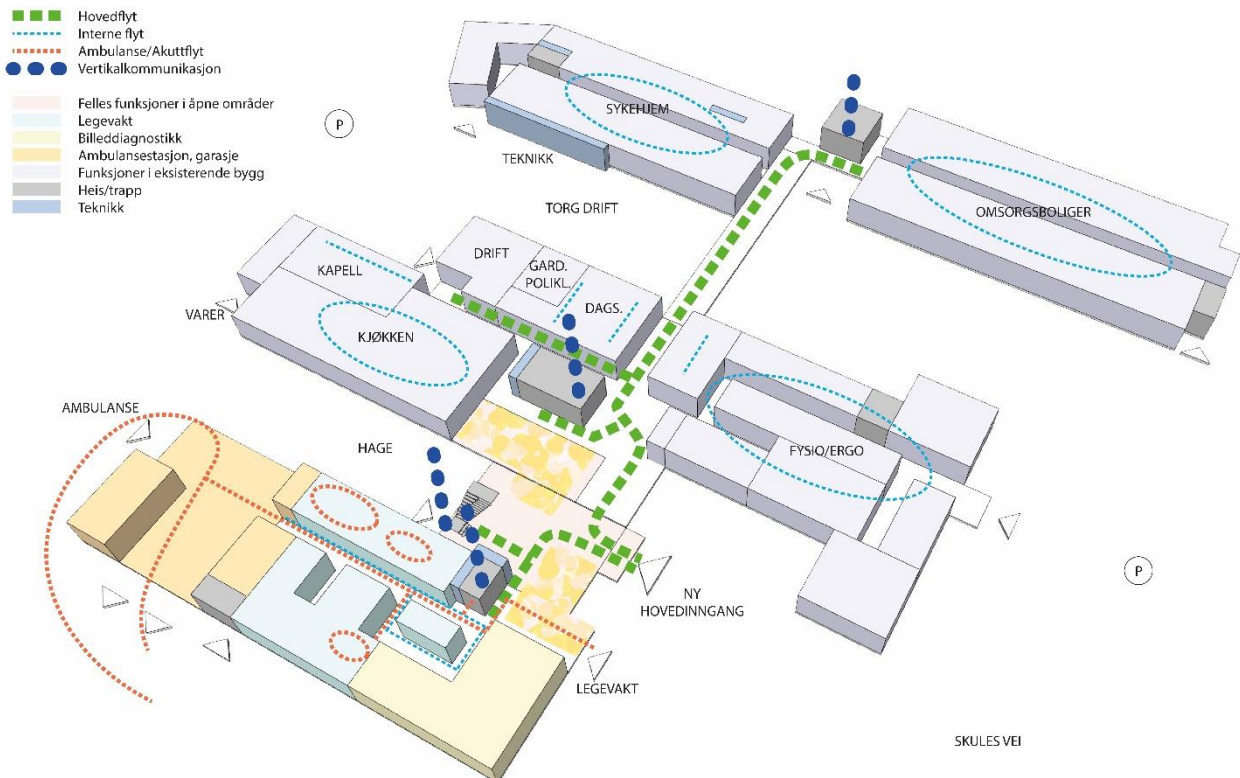 Hovedflyt
Interne flyt
Ambulanse/Akuttflyt
Vertikalkommunikasjon
Felles funksjoner i åpne områder
Legevakt
Billeddiagnostikk
Ambulansestasjon, garasje
Funksjoner i eksisterende bygg
Heis/trapp
Teknikk
P
SYKEHJEM
TEKNIKK
TORG DRIFT
OMSORGSBOLIGER
DRIFT
GARD.
POLIKL.
DAGS.
KAPELL
VARER
KJØKKEN
AMBULANSE
HAGE
FYSIO/ERGO
P
NY
HOVEDINNGANG
LEGEVAKT
SKULES VEI